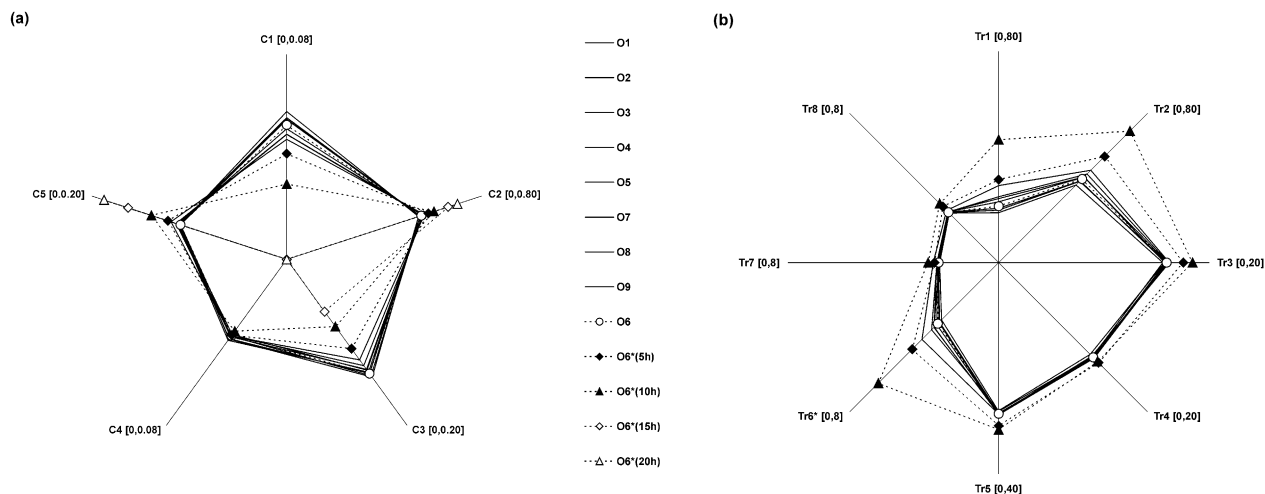 (a)
C1 [0,0.08]
C2 [0,0.80]
C3 [0,0.20]
C4 [0,0.08]
C5 [0.0.20]
O1
O2
O3
O4
O5
O7
O8
O9
O6
O6*(5h)
O6*(10h)
O6*(15h)
O6*(20h)
(b)
Tr1 [0,80]
Tr2 [0,80]
Tr3 [0,20]
Tr4 [0,20]
Tr5 [0,40]
Tr6* [0,8]
Tr7 [0,8]
Tr8 [0,8]